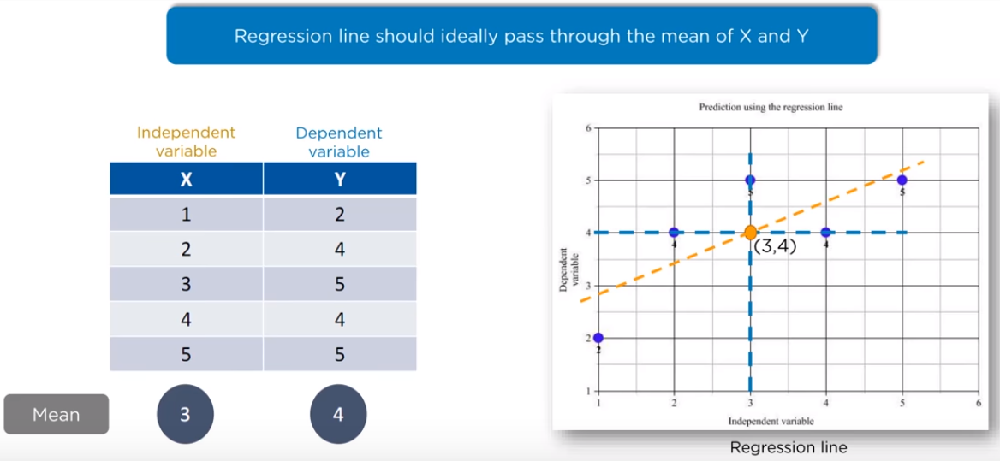 Regression line should ideally pass through the mean of X and Y
Independent
variable
Dependent
variable
X Y
1 2
2 4
3 5
4 4
5 5
Mean 3 4
Prediction using the regression line
6
5
4
3
2
1
5
5
4
4
2
(3,4)
Dependent
variable
1 2 3 4 5 6
Independent variable
Regression line